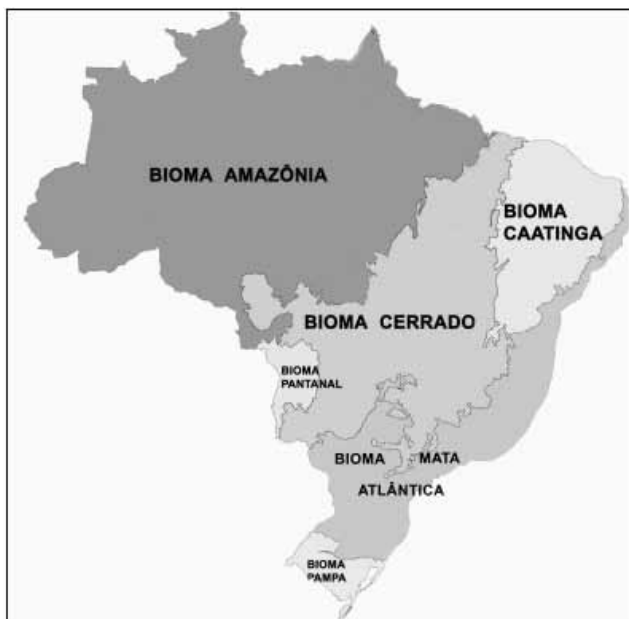 BIOMA AMAZÔNIA
BIOMA
CAATINGA
BIOMA CERRADO
BIOMA
PANTANAL
BIOMA MATA
ATLÂNTICA
BIOMA
PAMPA